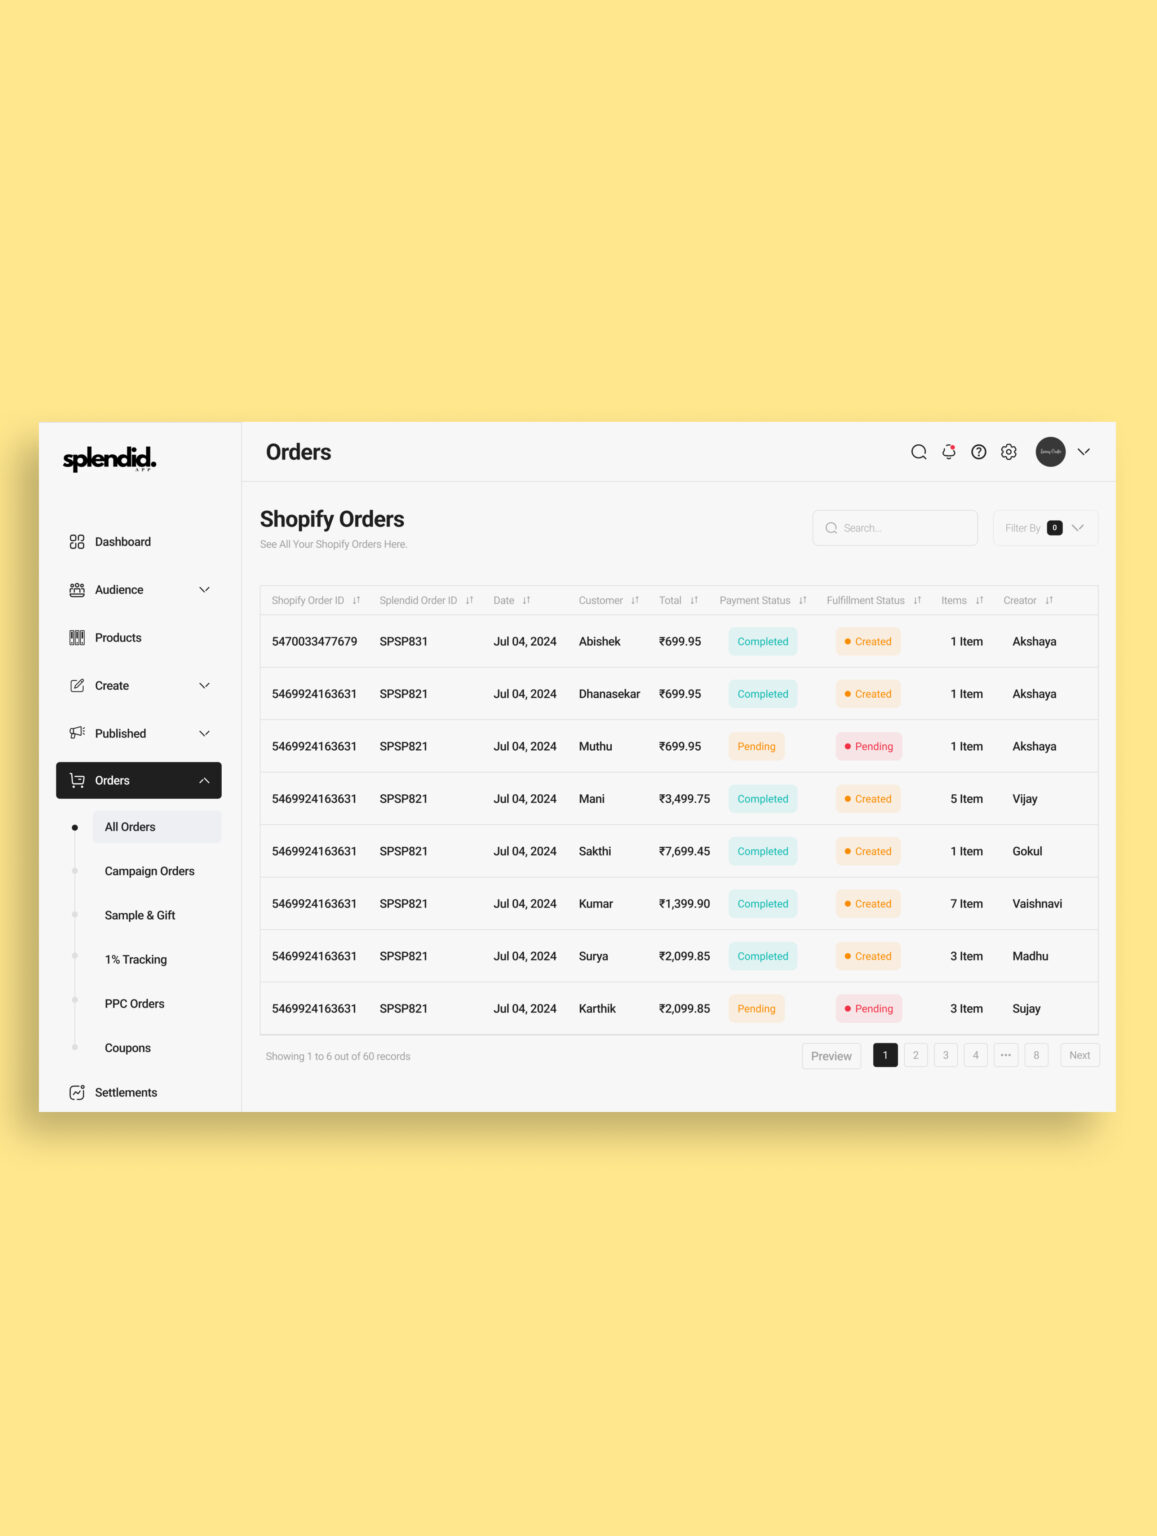 splendid.
APP
Orders
Dashboard
Audience
Products
Create
Published
Orders
All Orders
Campaign Orders
Sample & Gift
1% Tracking
PPC Orders
Coupons
Settlements
Shopify Orders
See All Your Shopify Orders Here.
Search...
Filter By 0
Shopify Order ID Splendid Order ID Date Customer Total Payment Status Fulfillment Status Items Creator
5470033477679 SPSP831 Jul 04, 2024 Abishek ₹699.95 Completed Created 1 Item Akshaya
5469924163631 SPSP821 Jul 04, 2024 Dhanasekar ₹699.95 Completed Created 1 Item Akshaya
5469924163631 SPSP821 Jul 04, 2024 Muthu ₹699.95 Pending Pending 1 Item Akshaya
5469924163631 SPSP821 Jul 04, 2024 Mani ₹3,499.75 Completed Created 5 Item Vijay
5469924163631 SPSP821 Jul 04, 2024 Sakthi ₹7,699.45 Completed Created 1 Item Gokul
5469924163631 SPSP821 Jul 04, 2024 Kumar ₹1,399.90 Completed Created 7 Item Vaishnavi
5469924163631 SPSP821 Jul 04, 2024 Surya ₹2,099.85 Completed Created 3 Item Madhu
5469924163631 SPSP821 Jul 04, 2024 Karthik ₹2,099.85 Pending Pending 3 Item Sujay
Showing 1 to 6 out of 60 records
Preview 1 2 3 4 ... 8 Next